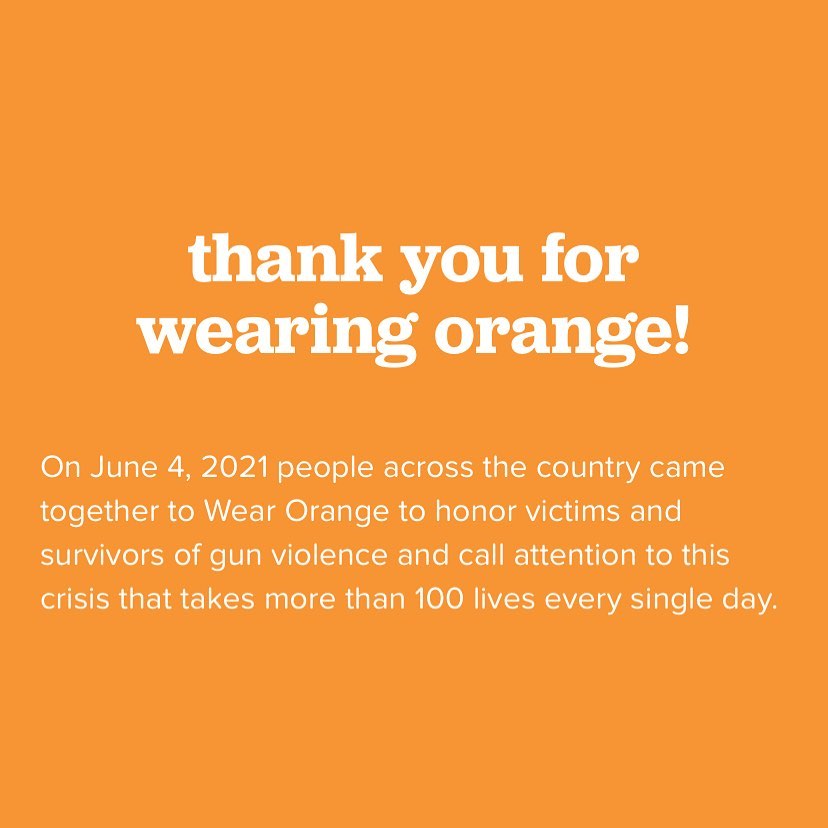 thank you for
wearing orange!
On June 4, 2021 people across the country came
together to Wear Orange to honor victims and
survivors of gun violence and call attention to this
crisis that takes more than 100 lives every single day.